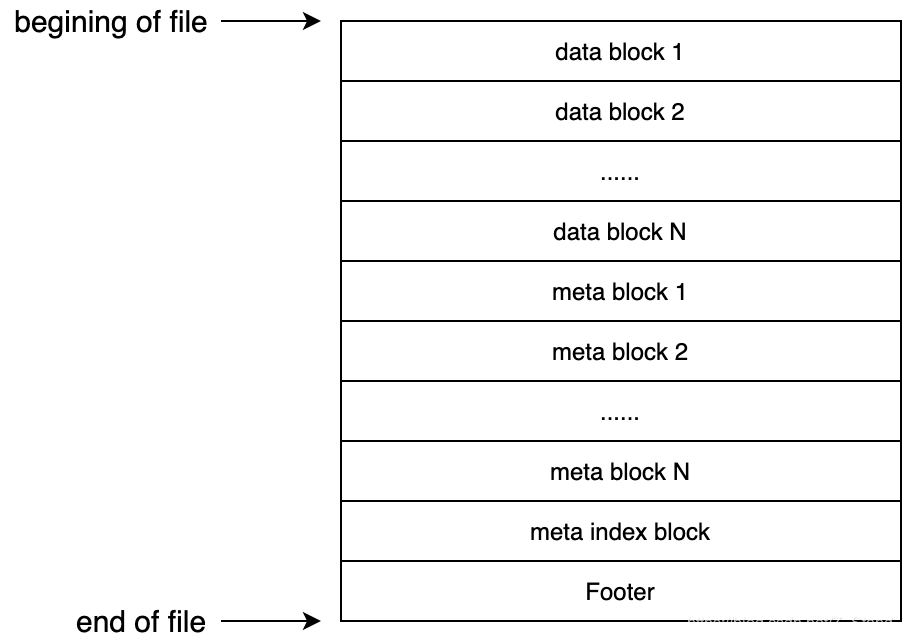 begining of file
data block 1
data block 2
......
data block N
meta block 1
meta block 2
......
meta block N
meta index block
Footer
end of file